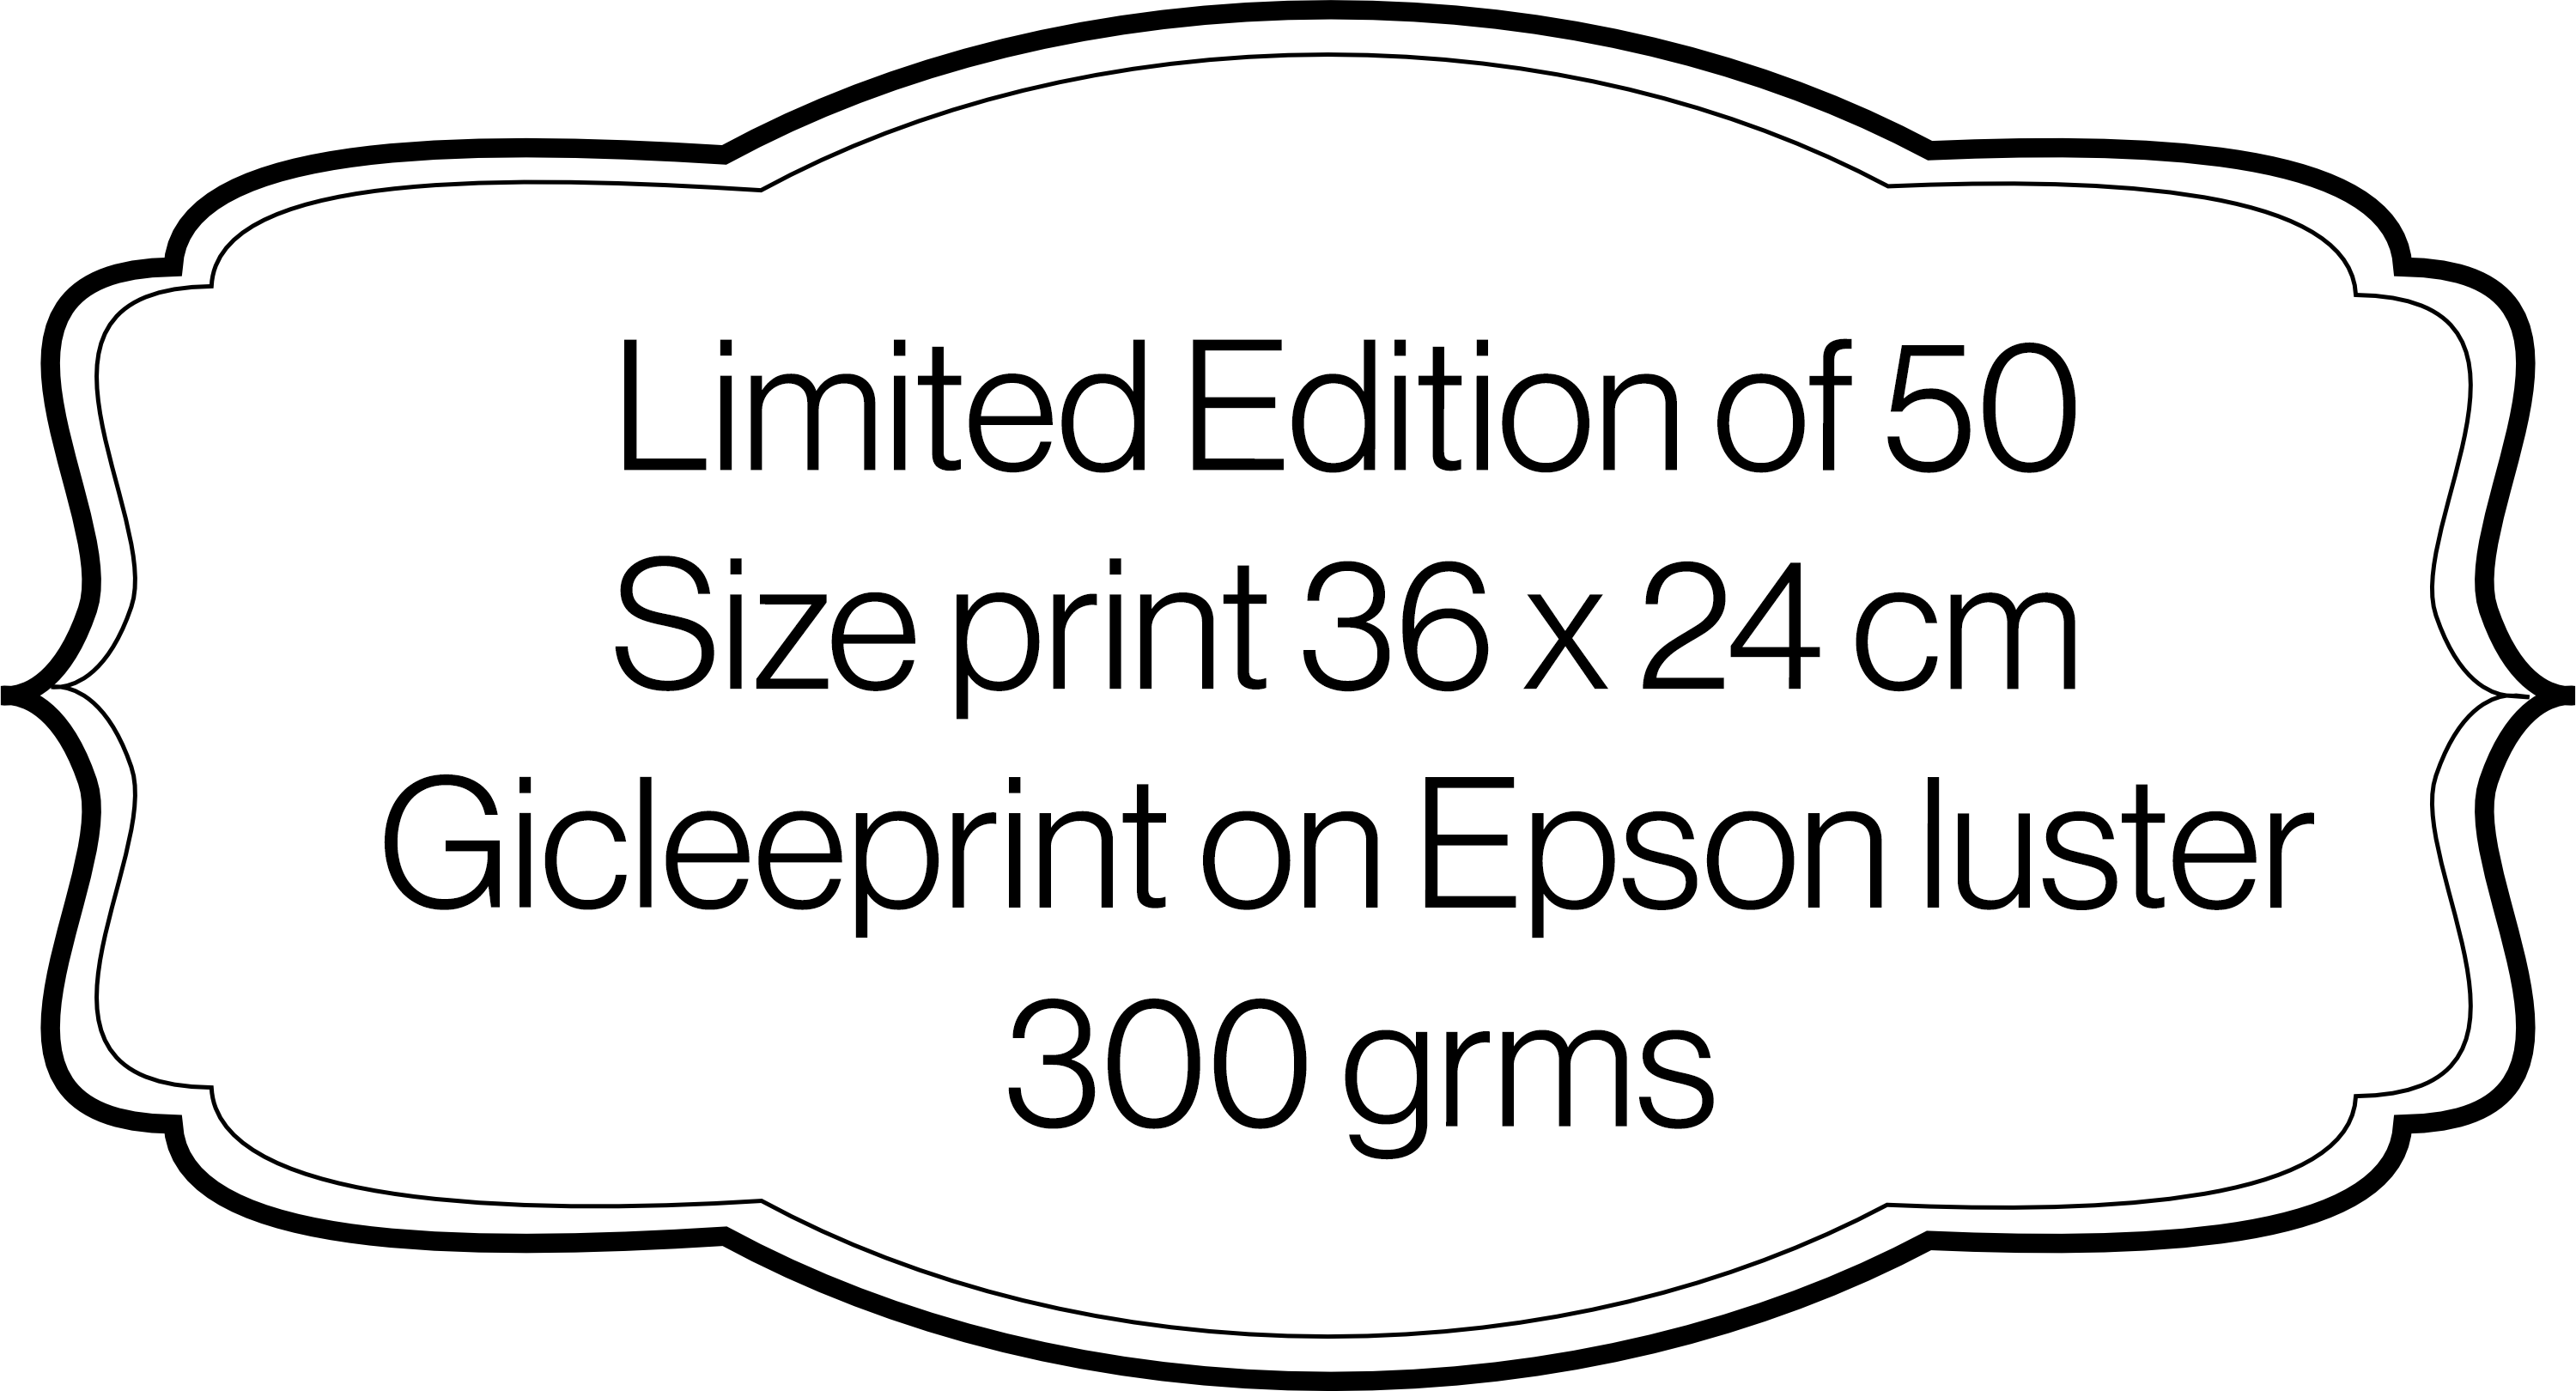 Limited Edition of 50
Size print 36 x 24 cm
Gicleeprint on Epson luster
300 grms